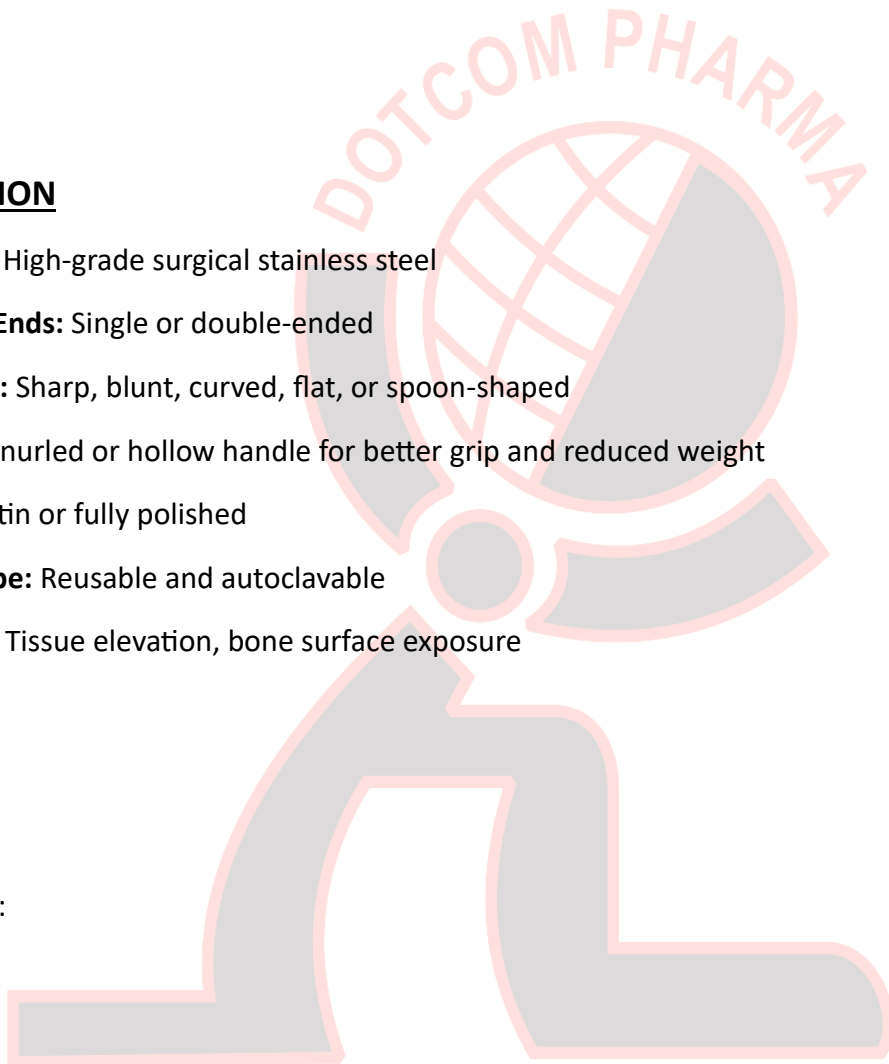 DOTCOM PHARMA
ION
High-grade surgical stainless steel
Ends: Single or double-ended
: Sharp, blunt, curved, flat, or spoon-shaped
nurled or hollow handle for better grip and reduced weight
tin or fully polished
pe: Reusable and autoclavable
Tissue elevation, bone surface exposure
: